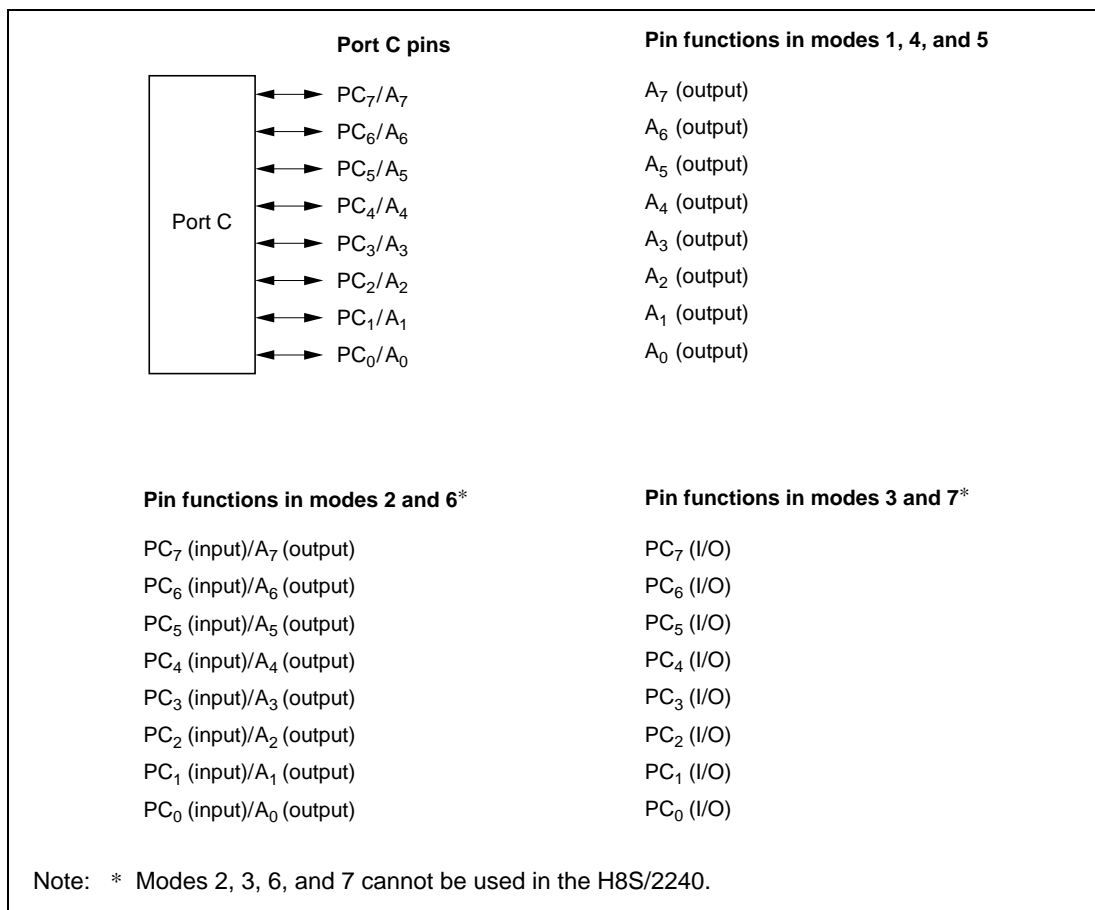 Port C pins
Pin functions in modes 1, 4, and 5
Port C
PC7/A7
A7 (output)
PC6/A6
A6 (output)
PC5/A5
A5 (output)
PC4/A4
A4 (output)
PC3/A3
A3 (output)
PC2/A2
A2 (output)
PC1/A1
A1 (output)
PC0/A0
A0 (output)
Pin functions in modes 2 and 6*
PC7 (input)/A7 (output)
PC6 (input)/A6 (output)
PC5 (input)/A5 (output)
PC4 (input)/A4 (output)
PC3 (input)/A3 (output)
PC2 (input)/A2 (output)
PC1 (input)/A1 (output)
PC0 (input)/A0 (output)
Pin functions in modes 3 and 7*
PC7 (I/O)
PC6 (I/O)
PC5 (I/O)
PC4 (I/O)
PC3 (I/O)
PC2 (I/O)
PC1 (I/O)
PC0 (I/O)
Note: * Modes 2, 3, 6, and 7 cannot be used in the H8S/2240.